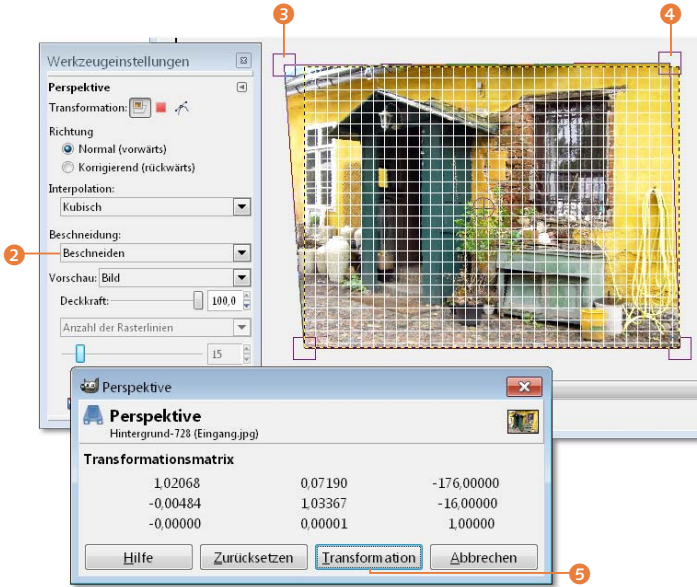 3
4
Werkzeugeinstellungen
Perspektive
Transformation:
Richtung
Normal (vorwärts)
Korrigierend (rückwärts)
Interpolation:
Kubisch
Beschneidung:
2
Beschneiden
Vorschau: Bild
Deckkraft: 100,0
Anzahl der Rasterlinien
15
Perspektive
Perspektive
Hintergrund-728 (Eingang.jpg)
Transformationsmatrix
1,02068 0,07190 -176,00000
-0,00484 1,03367 -16,00000
-0,00000 0,00001 1,00000
Hilfe Zurücksetzen Transformation Abbrechen
5